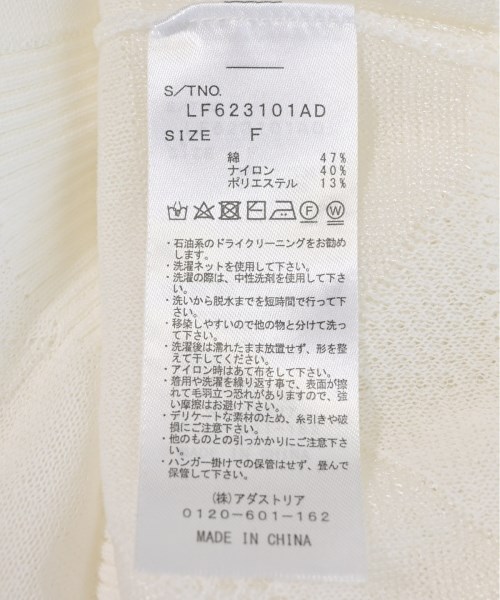 S/TNO.
LF623101AD
SIZE F
綿 47%
ナイロン 40%
ポリエステル 13%
F W
・石油系のドライクリーニングをお勧め
します。
・洗濯ネットを使用して下さい。
・洗濯の際は、中性洗剤を使用して下さ
い。
・洗いから脱水までを短時間で行って下
さい。
・移染しやすいので他の物と分けて洗っ
て下さい。
・洗濯後は濡れたまま放置せず、形を整
えて干してください。
・アイロン時はあて布をして下さい。
・着用や洗濯を繰り返す事で、表面が擦
れて毛羽立つ恐れがありますので、強
い摩擦はお避け下さい。
・デリケートな素材のため、糸引きや破
損にご注意下さい。
・他のものとの引っかかりにご注意下さ
い。
・ハンガー掛けでの保管はせず、畳んで
保管して下さい。
(株)アダストリア
0120-601-162
MADE IN CHINA